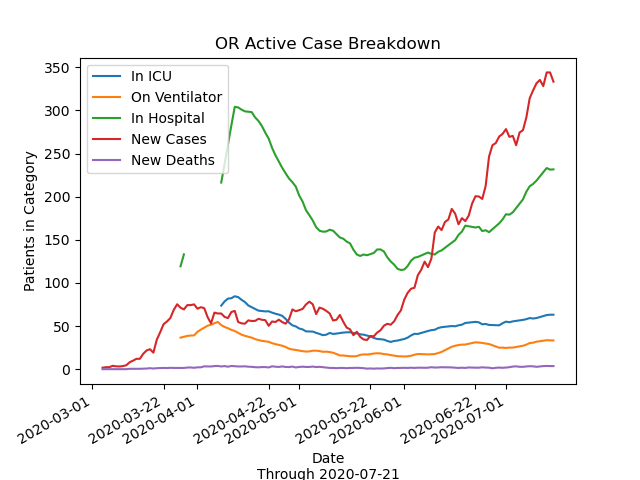 OR Active Case Breakdown
In ICU
On Ventilator
In Hospital
New Cases
New Deaths
Patients in Category
350
300
250
200
150
100
50
0
2020-03-01
2020-03-22
2020-04-01
2020-04-22
2020-05-01
2020-05-22
2020-06-01
2020-06-22
2020-07-01
Date
Through 2020-07-21